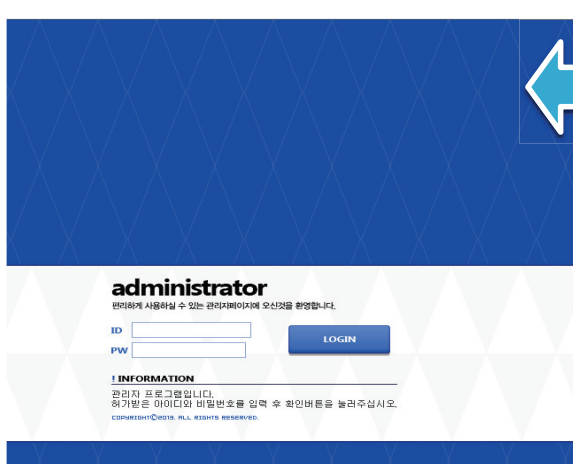 administrator
편리하게 사용하실 수 있는 관리자페이지에 오신것을 환영합니다.
ID
LOGIN
PW
! INFORMATION
관리자 프로그램입니다.
허가받은 아이디와 비밀번호를 입력 후 확인버튼을 눌러주십시오.
COPYRIGHT©2013. ALL RIGHTS RESERVED.